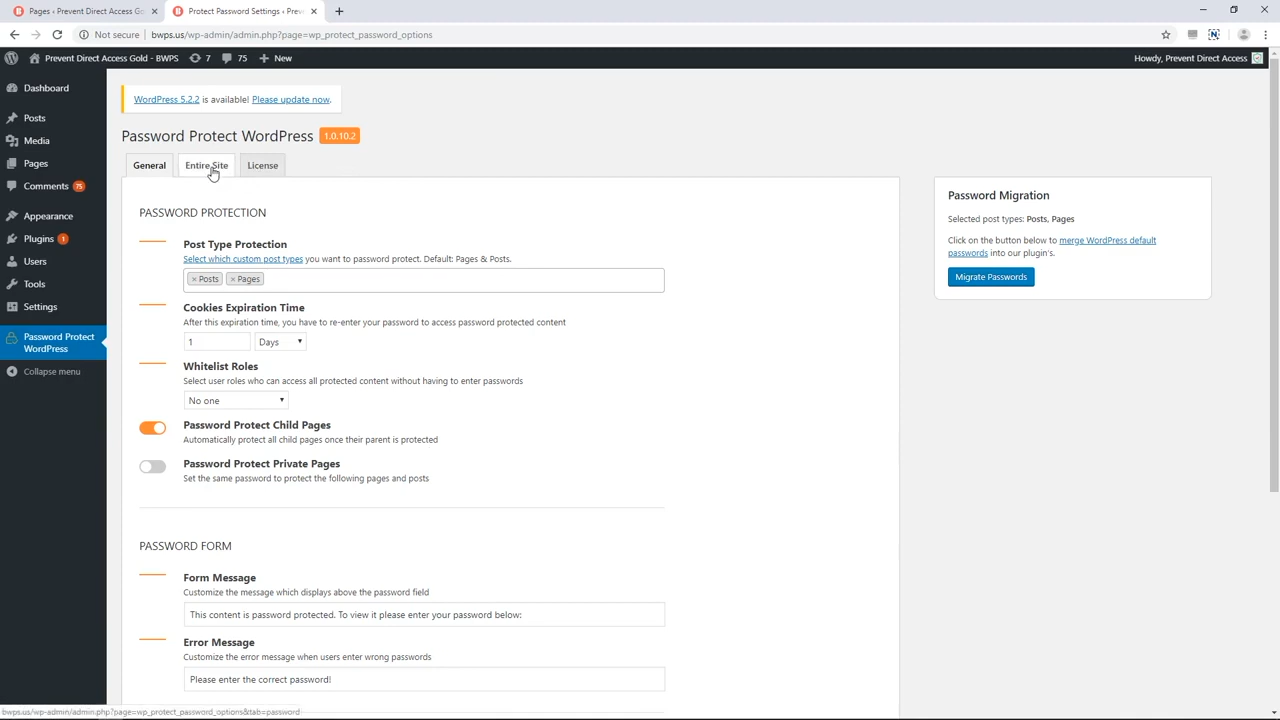 Pages ‹ Prevent Direct Access Go
Protect Password Settings ‹ Prev
Not secure | bwps.us/wp-admin/admin.php?page=wp_protect_password_options
Prevent Direct Access Gold - BWPS
7
75
New
Howdy, Prevent Direct Access
Dashboard
Posts
Media
Pages
Comments 75
Appearance
Plugins 1
Users
Tools
Settings
Password Protect
WordPress
Collapse menu
WordPress 5.2.2 is available! Please update now.
Password Protect WordPress 1.0.10.2
General
Entire Site
License
PASSWORD PROTECTION
Post Type Protection
Select which custom post types you want to password protect. Default: Pages & Posts.
× Posts × Pages
Cookies Expiration Time
After this expiration time, you have to re-enter your password to access password protected content
1 Days
Whitelist Roles
Select user roles who can access all protected content without having to enter passwords
No one
Password Protect Child Pages
Automatically protect all child pages once their parent is protected
Password Protect Private Pages
Set the same password to protect the following pages and posts
PASSWORD FORM
Form Message
Customize the message which displays above the password field
This content is password protected. To view it please enter your password below:
Error Message
Customize the error message when users enter wrong passwords
Please enter the correct password!
Password Migration
Selected post types: Posts, Pages
Click on the button below to merge WordPress default
passwords into our plugin's.
Migrate Passwords
bwps.us/wp-admin/admin.php?page=wp_protect_password_options&tab=password